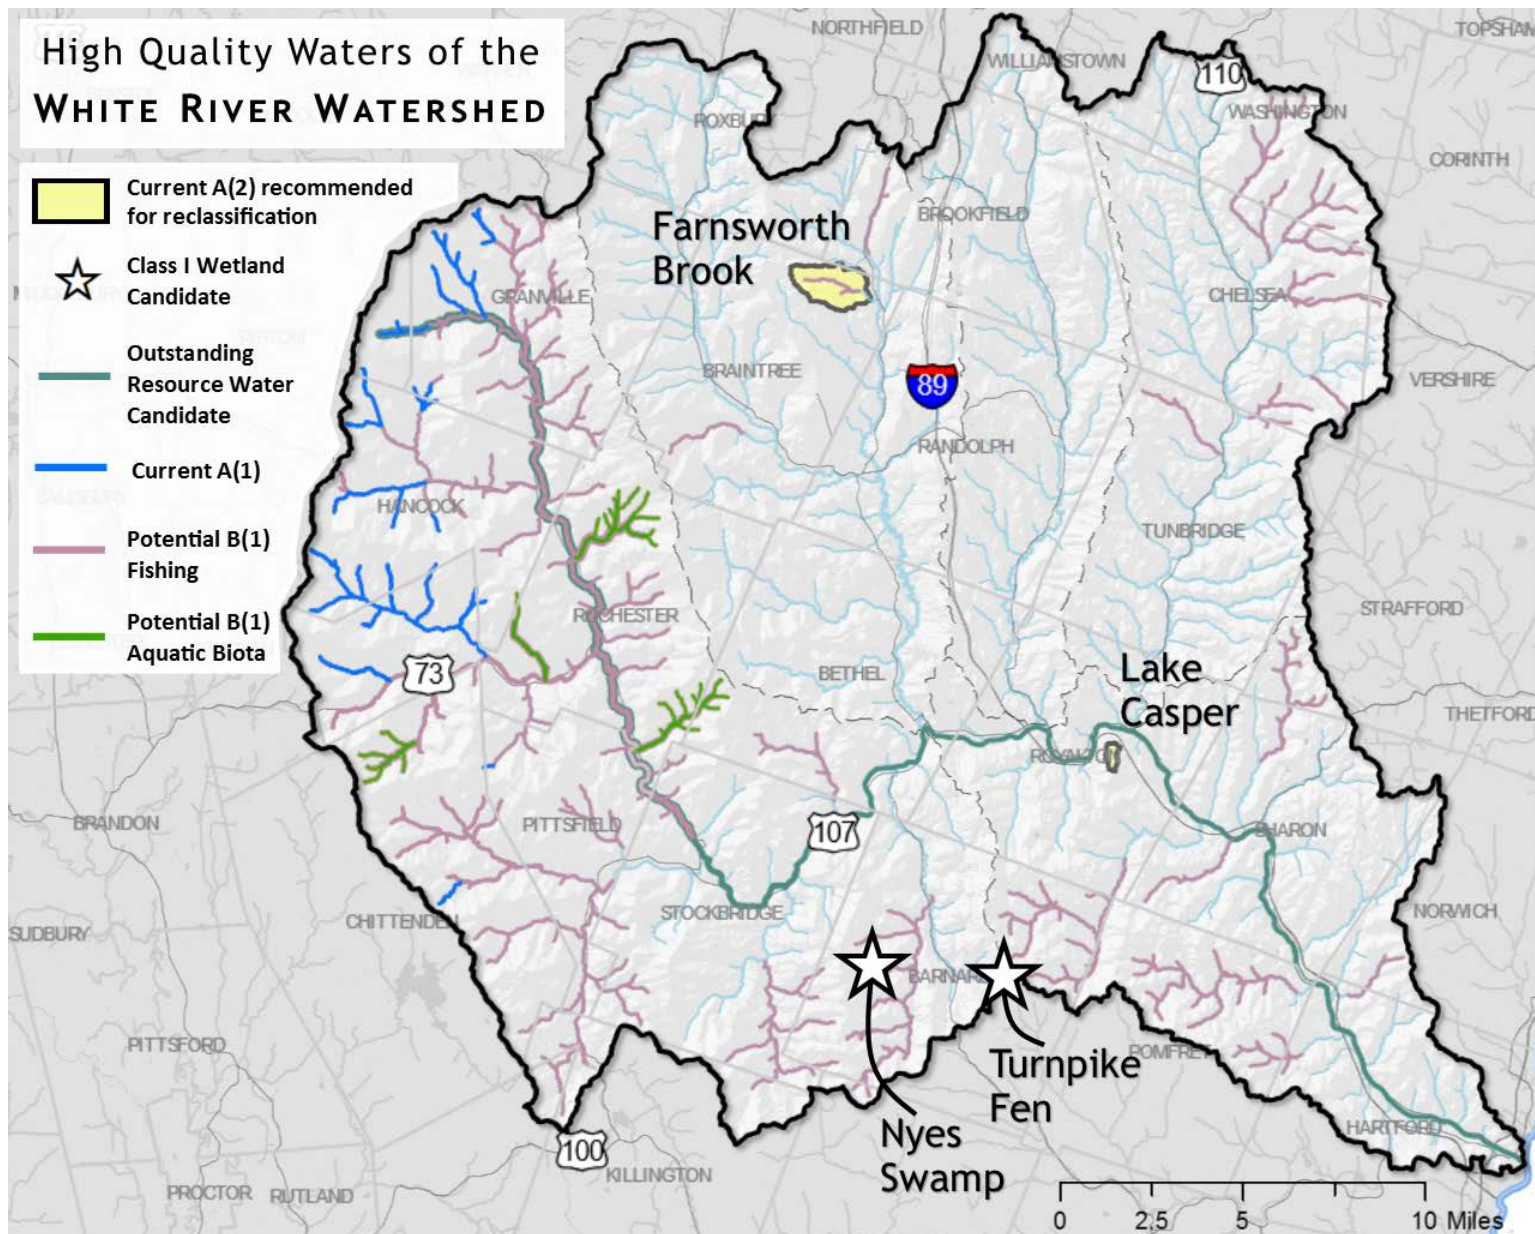 High Quality Waters of the
WHITE RIVER WATERSHED
Current A(2) recommended
for reclassification
Class I Wetland
Candidate
Outstanding
Resource Water
Candidate
Current A(1)
Potential B(1)
Fishing
Potential B(1)
Aquatic Biota
NORTHFIELD
TOPSHAM
WILLIAMSTOWN
110
WASHINGTON
ROXBURY
CORINTH
Farnsworth
Brook
BROOKFIELD
GRANVILLE
CHELSEA
RIPTON
BRAINTREE
89
VERSHIRE
RANDOLPH
HANCOCK
TUNBRIDGE
ROCHESTER
STRAFFORD
73
BETHEL
Lake
Casper
THETFORD
ROYALTON
BRANDON
PITTSFIELD
107
SHARON
CHITTENDEN
STOCKBRIDGE
NORWICH
SUDBURY
BARNARD
PITTSFORD
Turnpike
Fen
POMFRET
Nyes
Swamp
HARTFORD
100
KILLINGTON
PROCTOR
RUTLAND
0 2.5 5 10 Miles